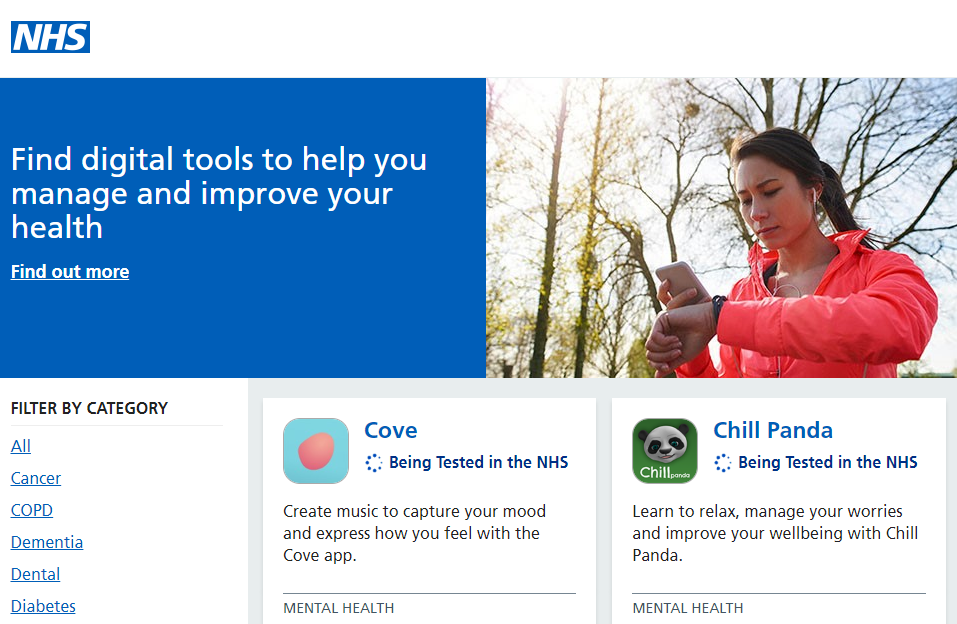 NHS
Find digital tools to help you
manage and improve your
health
Find out more
FILTER BY CATEGORY
All
Cancer
COPD
Dementia
Dental
Diabetes
Cove
Being Tested in the NHS
Create music to capture your mood
and express how you feel with the
Cove app.
MENTAL HEALTH
Chillpanda
Chill Panda
Being Tested in the NHS
Learn to relax, manage your worries
and improve your wellbeing with Chill
Panda.
MENTAL HEALTH